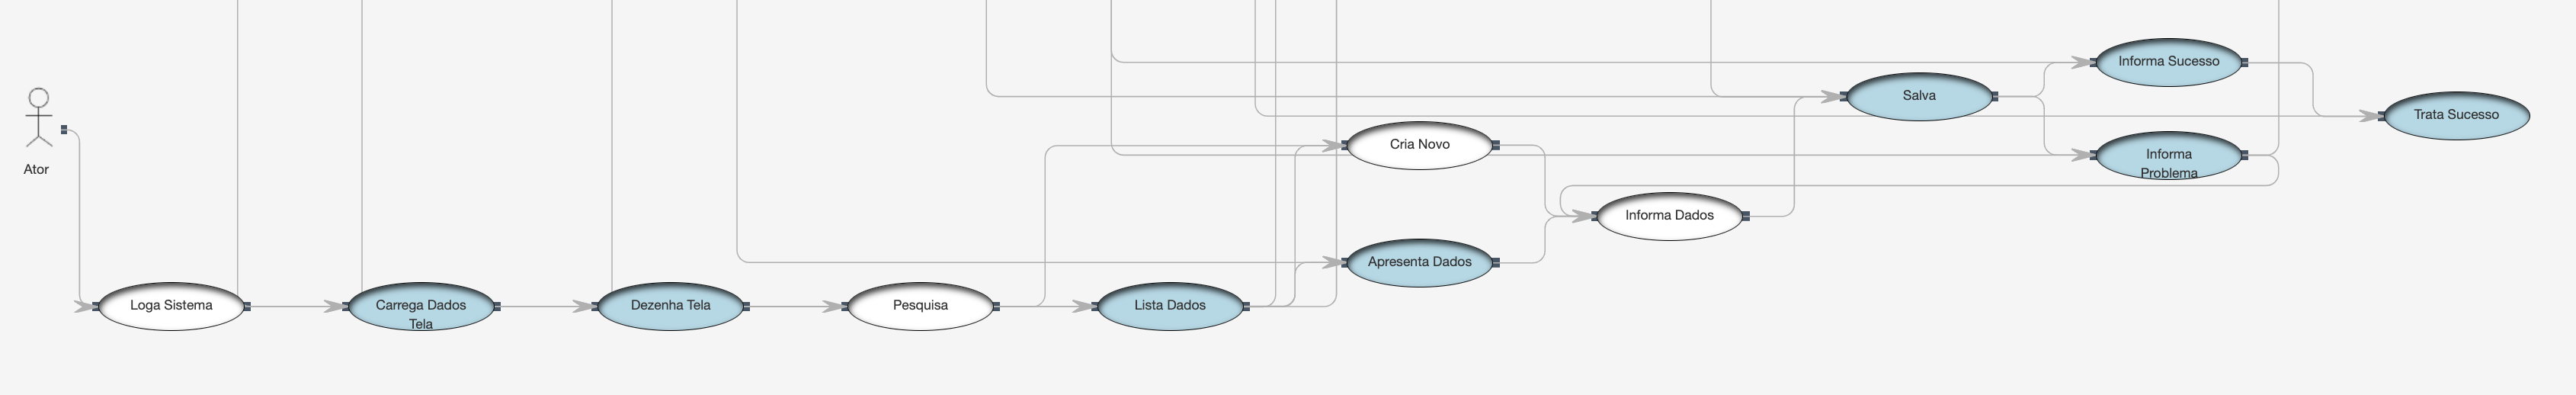 Ator
Loga Sistema
Carrega Dados
Tela
Dezenha Tela
Pesquisa
Lista Dados
Cria Novo
Apresenta Dados
Informa Dados
Salva
Informa Sucesso
Informa
Problema
Trata Sucesso